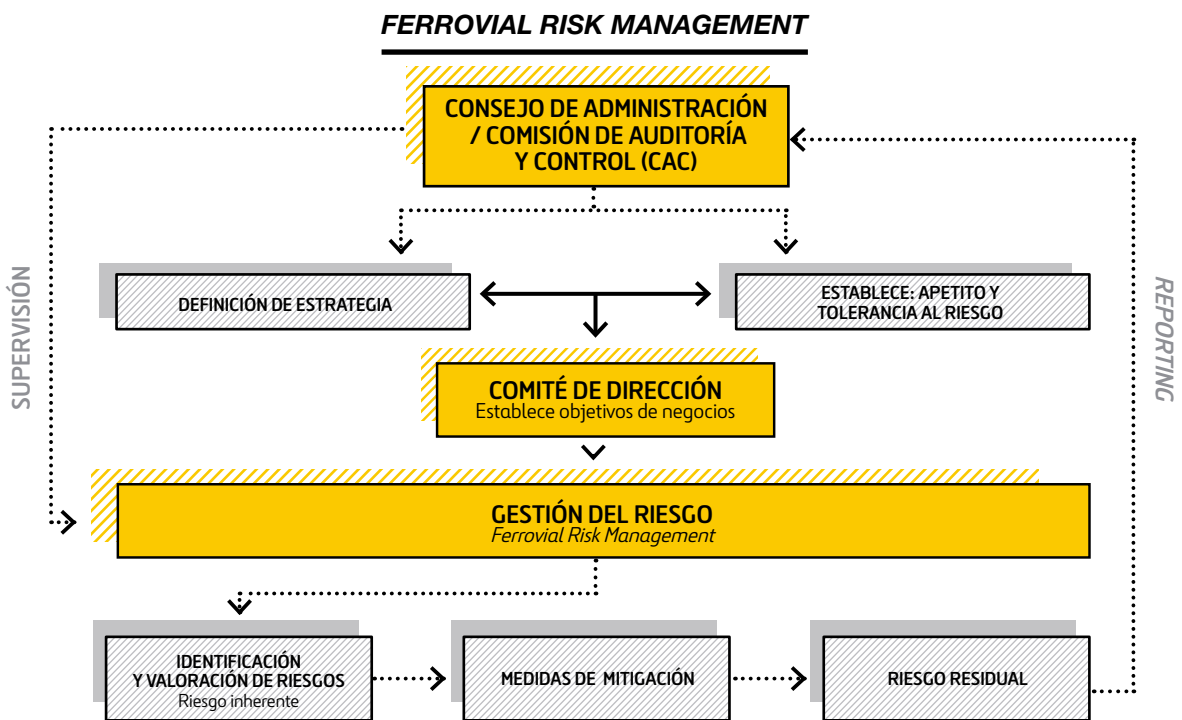 FERROVIAL RISK MANAGEMENT
CONSEJO DE ADMINISTRACIÓN
/ COMISIÓN DE AUDITORÍA
Y CONTROL (CAC)
SUPERVISIÓN
REPORTING
DEFINICIÓN DE ESTRATEGIA
ESTABLECE: APETITO Y
TOLERANCIA AL RIESGO
COMITÉ DE DIRECCIÓN
Establece objetivos de negocios
GESTIÓN DEL RIESGO
Ferrovial Risk Management
IDENTIFICACIÓN
Y VALORACIÓN DE RIESGOS
Riesgo inherente
MEDIDAS DE MITIGACIÓN
RIESGO RESIDUAL